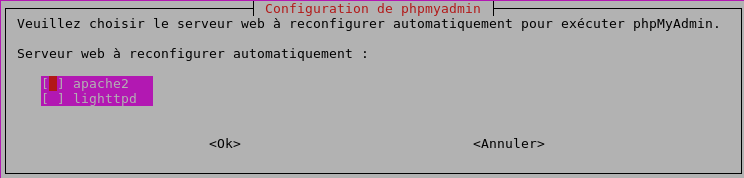 Configuration de phpmyadmin
Veuillez choisir le serveur web à reconfigurer automatiquement pour exécuter phpMyAdmin.
Serveur web à reconfigurer automatiquement :
[ ] apache2
[ ] lighttpd
<Ok> <Annuler>